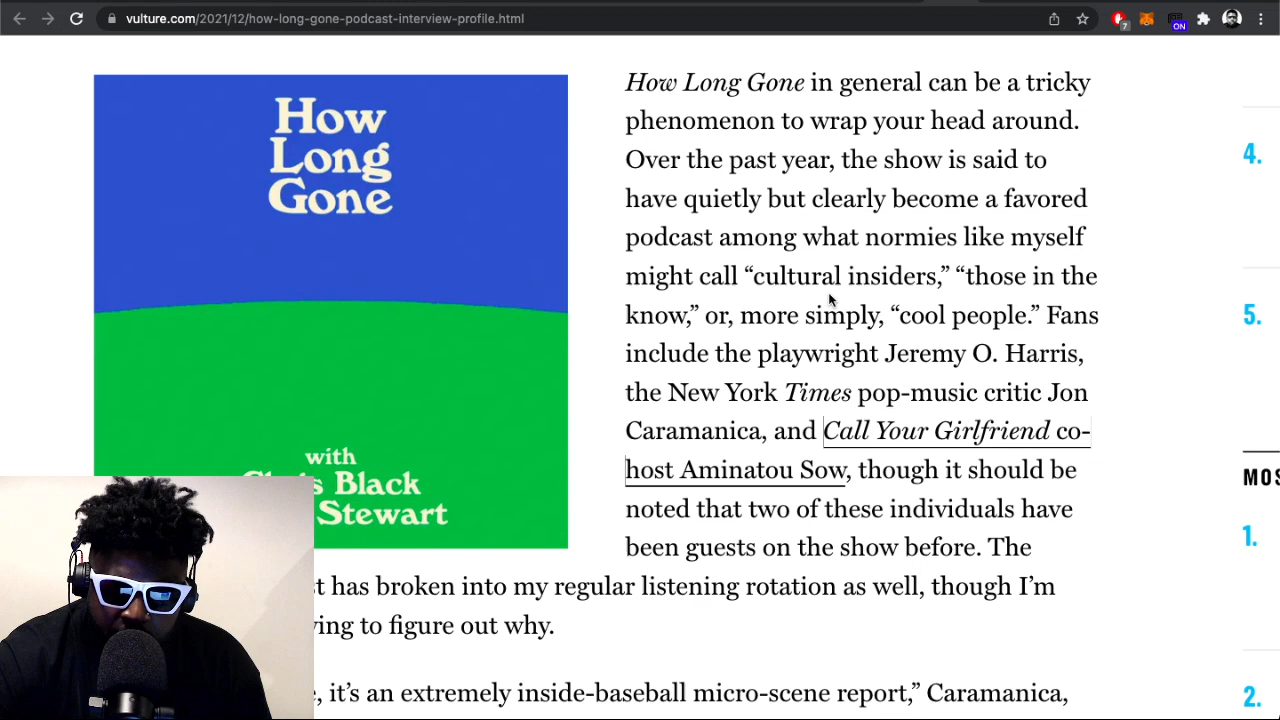 vulture.com/2021/12/how-long-gone-podcast-interview-profile.html
7
ON
How
Long
Gone
with
Black
Stewart
How Long Gone in general can be a tricky
phenomenon to wrap your head around.
Over the past year, the show is said to
have quietly but clearly become a favored
podcast among what normies like myself
might call “cultural insiders,” “those in the
know,” or, more simply, “cool people.” Fans
include the playwright Jeremy O. Harris,
the New York Times pop-music critic Jon
Caramanica, and Call Your Girlfriend co-
host Aminatou Sow, though it should be
noted that two of these individuals have
been guests on the show before. The
has broken into my regular listening rotation as well, though I’m
to figure out why.
it’s an extremely inside-baseball micro-scene report,” Caramanica,
4.
5.
MOS
1.
2.